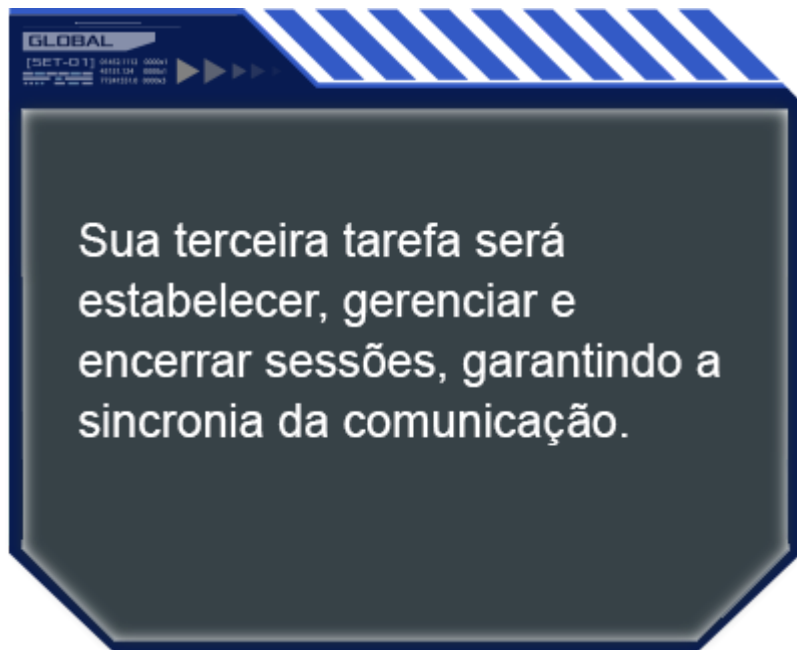 GLOBAL
[SET-01]
Sua terceira tarefa será
estabelecer, gerenciar e
encerrar sessões, garantindo a
sincronia da comunicação.